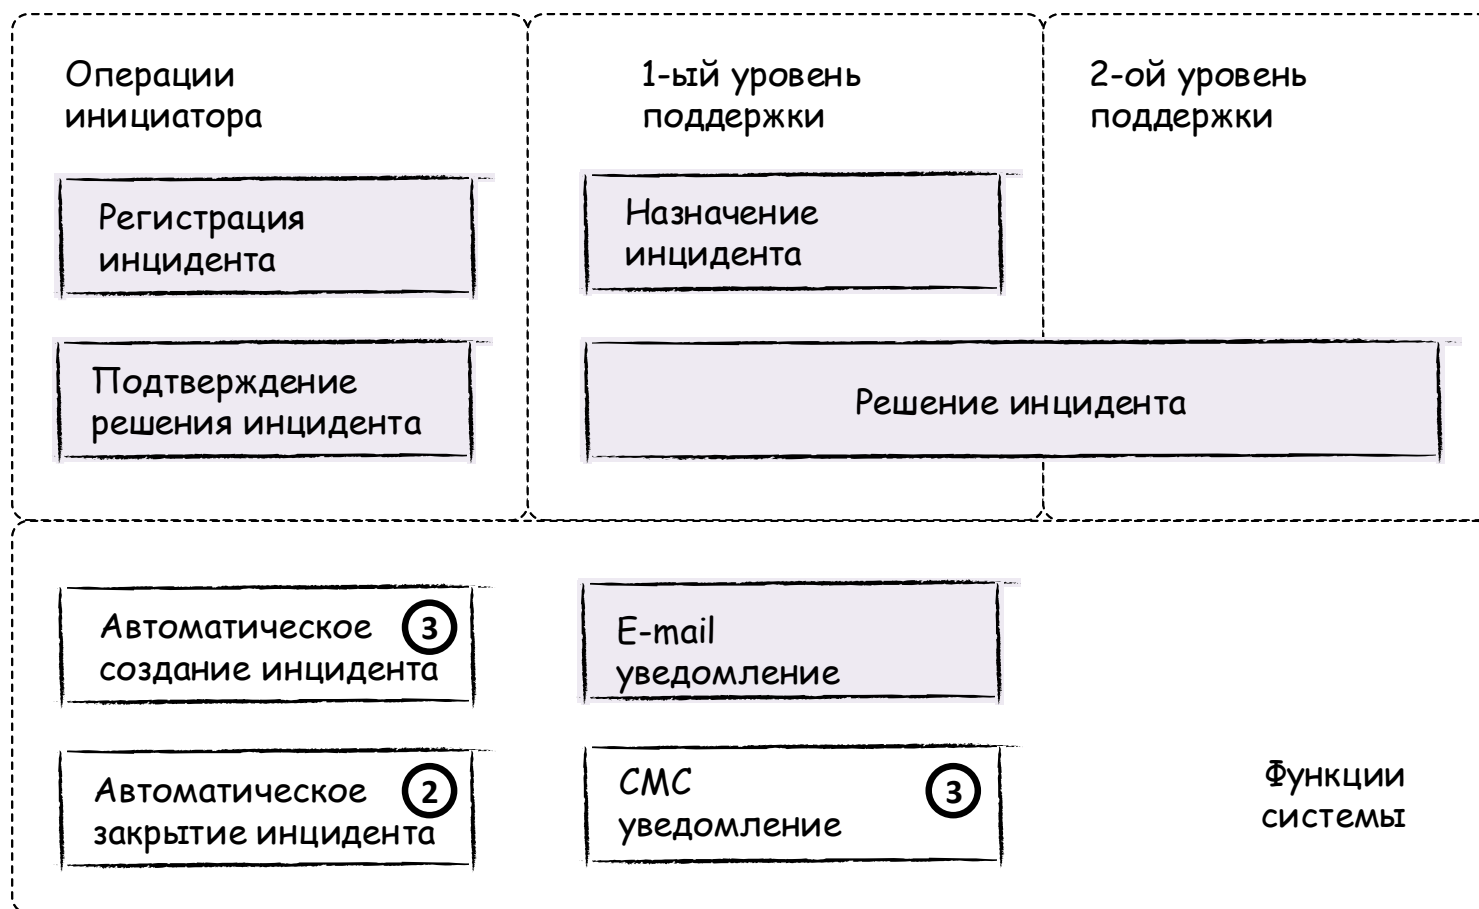 Операции
инициатора
1-ый уровень
поддержки
2-ой уровень
поддержки
Регистрация
инцидента
Назначение
инцидента
Подтверждение
решения инцидента
Решение инцидента
Автоматическое 3
создание инцидента
E-mail
уведомление
Автоматическое 2
закрытие инцидента
СМС 3
уведомление
Функции
системы